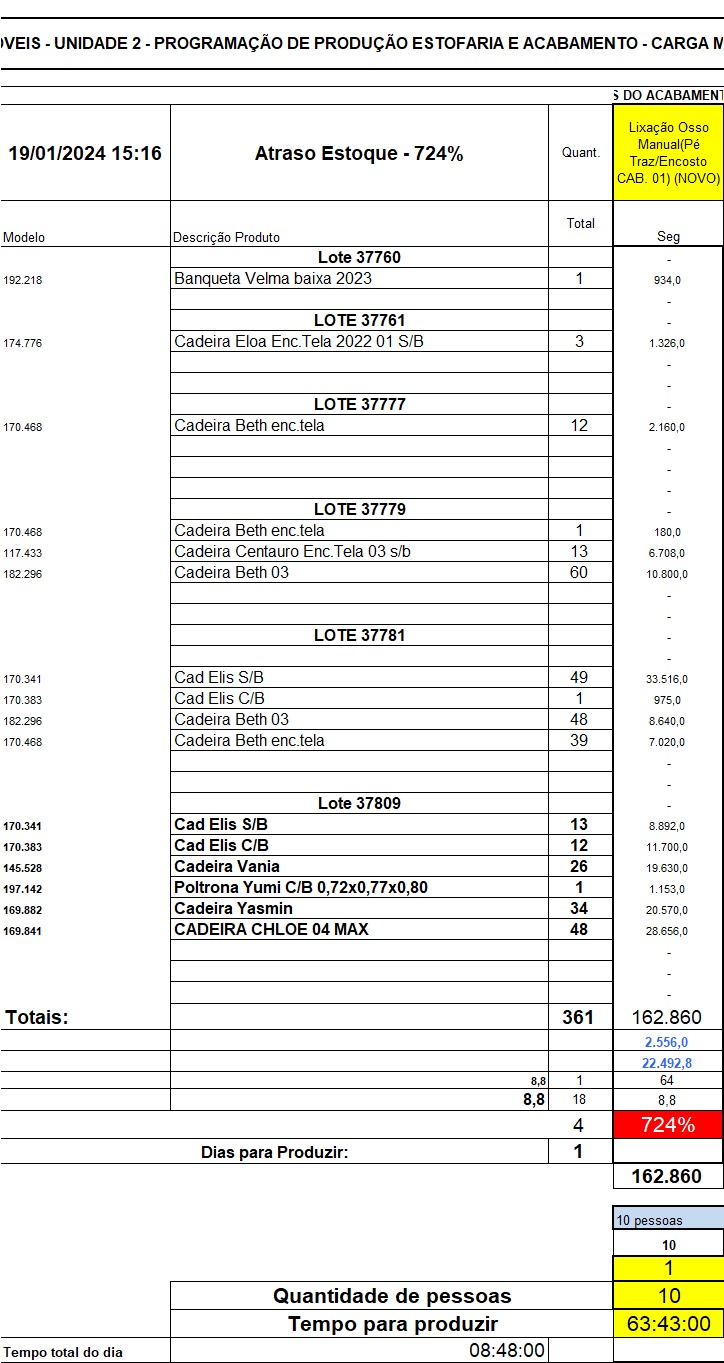 OVEIS - UNIDADE 2 - PROGRAMAÇÃO DE PRODUÇÃO ESTOFARIA E ACABAMENTO - CARGA M
S DO ACABAMENT
19/01/2024 15:16 Atraso Estoque - 724% Quant. Lixação Osso
Manual(Pé
Traz/Encosto
CAB. 01) (NOVO)
Modelo Descrição Produto Total Seg
Lote 37760 -
192.218 Banqueta Velma baixa 2023 1 934,0
-
LOTE 37761 -
174.776 Cadeira Eloa Enc.Tela 2022 01 S/B 3 1.326,0
-
-
LOTE 37777 -
170.468 Cadeira Beth enc.tela 12 2.160,0
-
-
-
LOTE 37779 -
170.468 Cadeira Beth enc.tela 1 180,0
117.433 Cadeira Centauro Enc.Tela 03 s/b 13 6.708,0
182.296 Cadeira Beth 03 60 10.800,0
-
-
LOTE 37781 -
-
170.341 Cad Elis S/B 49 33.516,0
170.383 Cad Elis C/B 1 975,0
182.296 Cadeira Beth 03 48 8.640,0
170.468 Cadeira Beth enc.tela 39 7.020,0
-
-
Lote 37809 -
170.341 Cad Elis S/B 13 8.892,0
170.383 Cad Elis C/B 12 11.700,0
145.528 Cadeira Vania 26 19.630,0
197.142 Poltrona Yumi C/B 0,72x0,77x0,80 1 1.153,0
169.882 Cadeira Yasmin 34 20.570,0
169.841 CADEIRA CHLOE 04 MAX 48 28.656,0
-
-
-
Totais: 361 162.860
2.556,0
22.492,8
8,8 1 64
8,8 18 8,8
4 724%
Dias para Produzir: 1
162.860
10 pessoas
10
1
Quantidade de pessoas 10
Tempo para produzir 63:43:00
Tempo total do dia 08:48:00